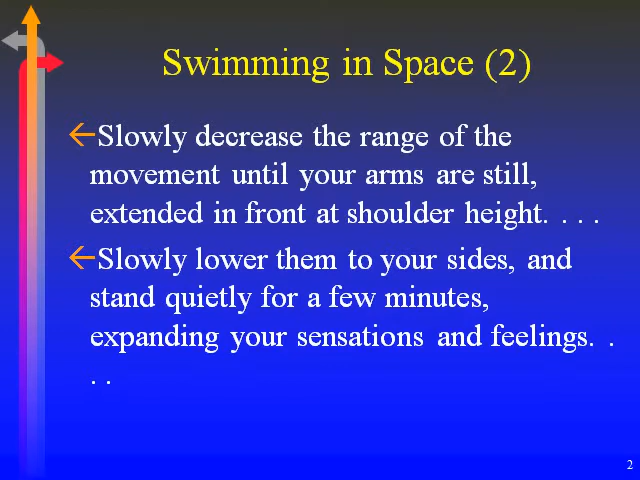 Swimming in Space (2)
Slowly decrease the range of the
movement until your arms are still,
extended in front at shoulder height. . . .
Slowly lower them to your sides, and
stand quietly for a few minutes,
expanding your sensations and feelings. .
. .
2